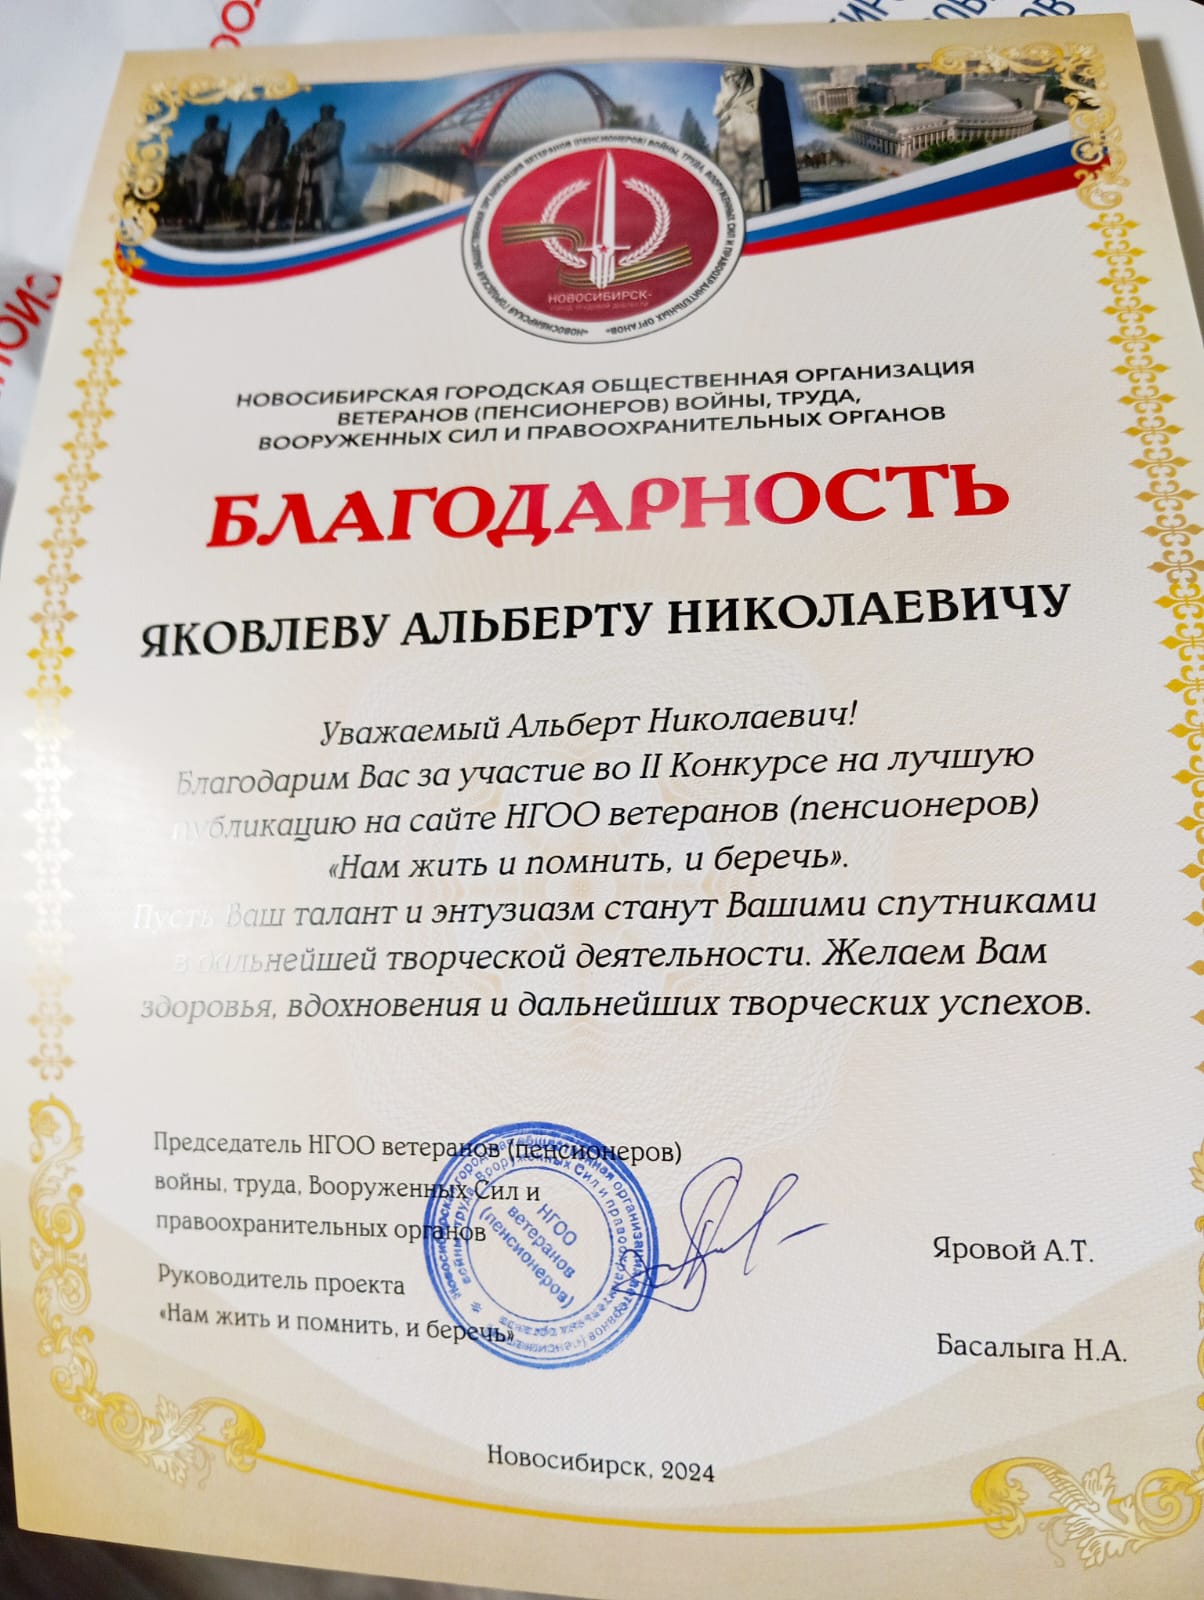 НОВОСИБИРСК-
НОВОСИБИРСКАЯ ГОРОДСКАЯ ОБЩЕСТВЕННАЯ ОРГАНИЗАЦИЯ
ВЕТЕРАНОВ (ПЕНСИОНЕРОВ) ВОЙНЫ, ТРУДА,
ВООРУЖЕННЫХ СИЛ И ПРАВООХРАНИТЕЛЬНЫХ ОРГАНОВ
БЛАГОДАРНОСТЬ
ЯКОВЛЕВУ АЛЬБЕРТУ НИКОЛАЕВИЧУ
Уважаемый Альберт Николаевич!
Благодарим Вас за участие во II Конкурсе на лучшую
публикацию на сайте НГОО ветеранов (пенсионеров)
«Нам жить и помнить, и беречь».
Пусть Ваш талант и энтузиазм станут Вашими спутниками
в дальнейшей творческой деятельности. Желаем Вам
здоровья, вдохновения и дальнейших творческих успехов.
Председатель НГОО ветеранов (пенсионеров)
войны, труда, Вооруженных Сил и
правоохранительных органов
Яровой А.Т.
Руководитель проекта
«Нам жить и помнить, и беречь»
Басалыга Н.А.
НГОО
ветеранов
(пенсионеров)
Новосибирск, 2024